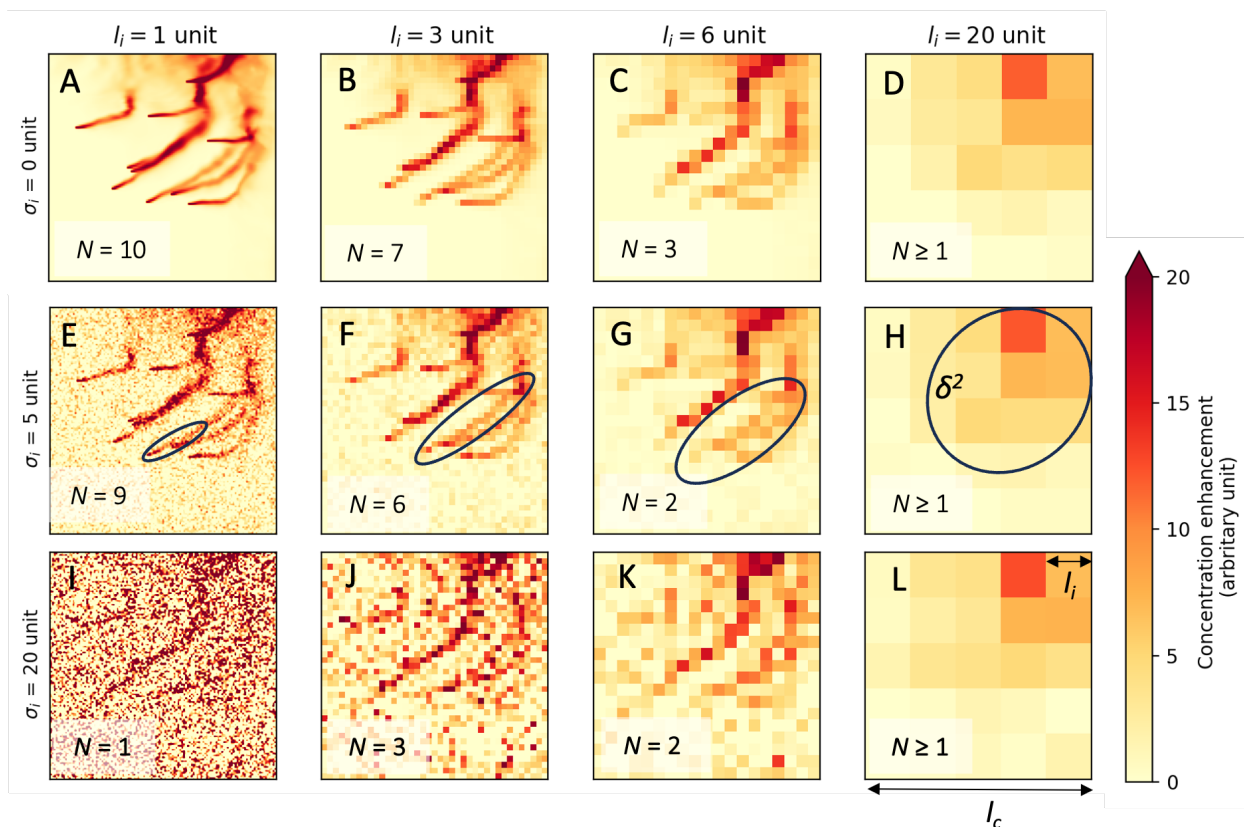 l_i = 1 unit
l_i = 3 unit
l_i = 6 unit
l_i = 20 unit
σ_i = 0 unit
A
B
C
D
N = 10
N = 7
N = 3
N ≥ 1
σ_i = 5 unit
E
F
G
H
δ²
N = 9
N = 6
N = 2
N ≥ 1
σ_i = 20 unit
I
J
K
L
l_i
N = 1
N = 3
N = 2
N ≥ 1
l_c
20
15
10
5
0
Concentration enhancement
(arbritary unit)